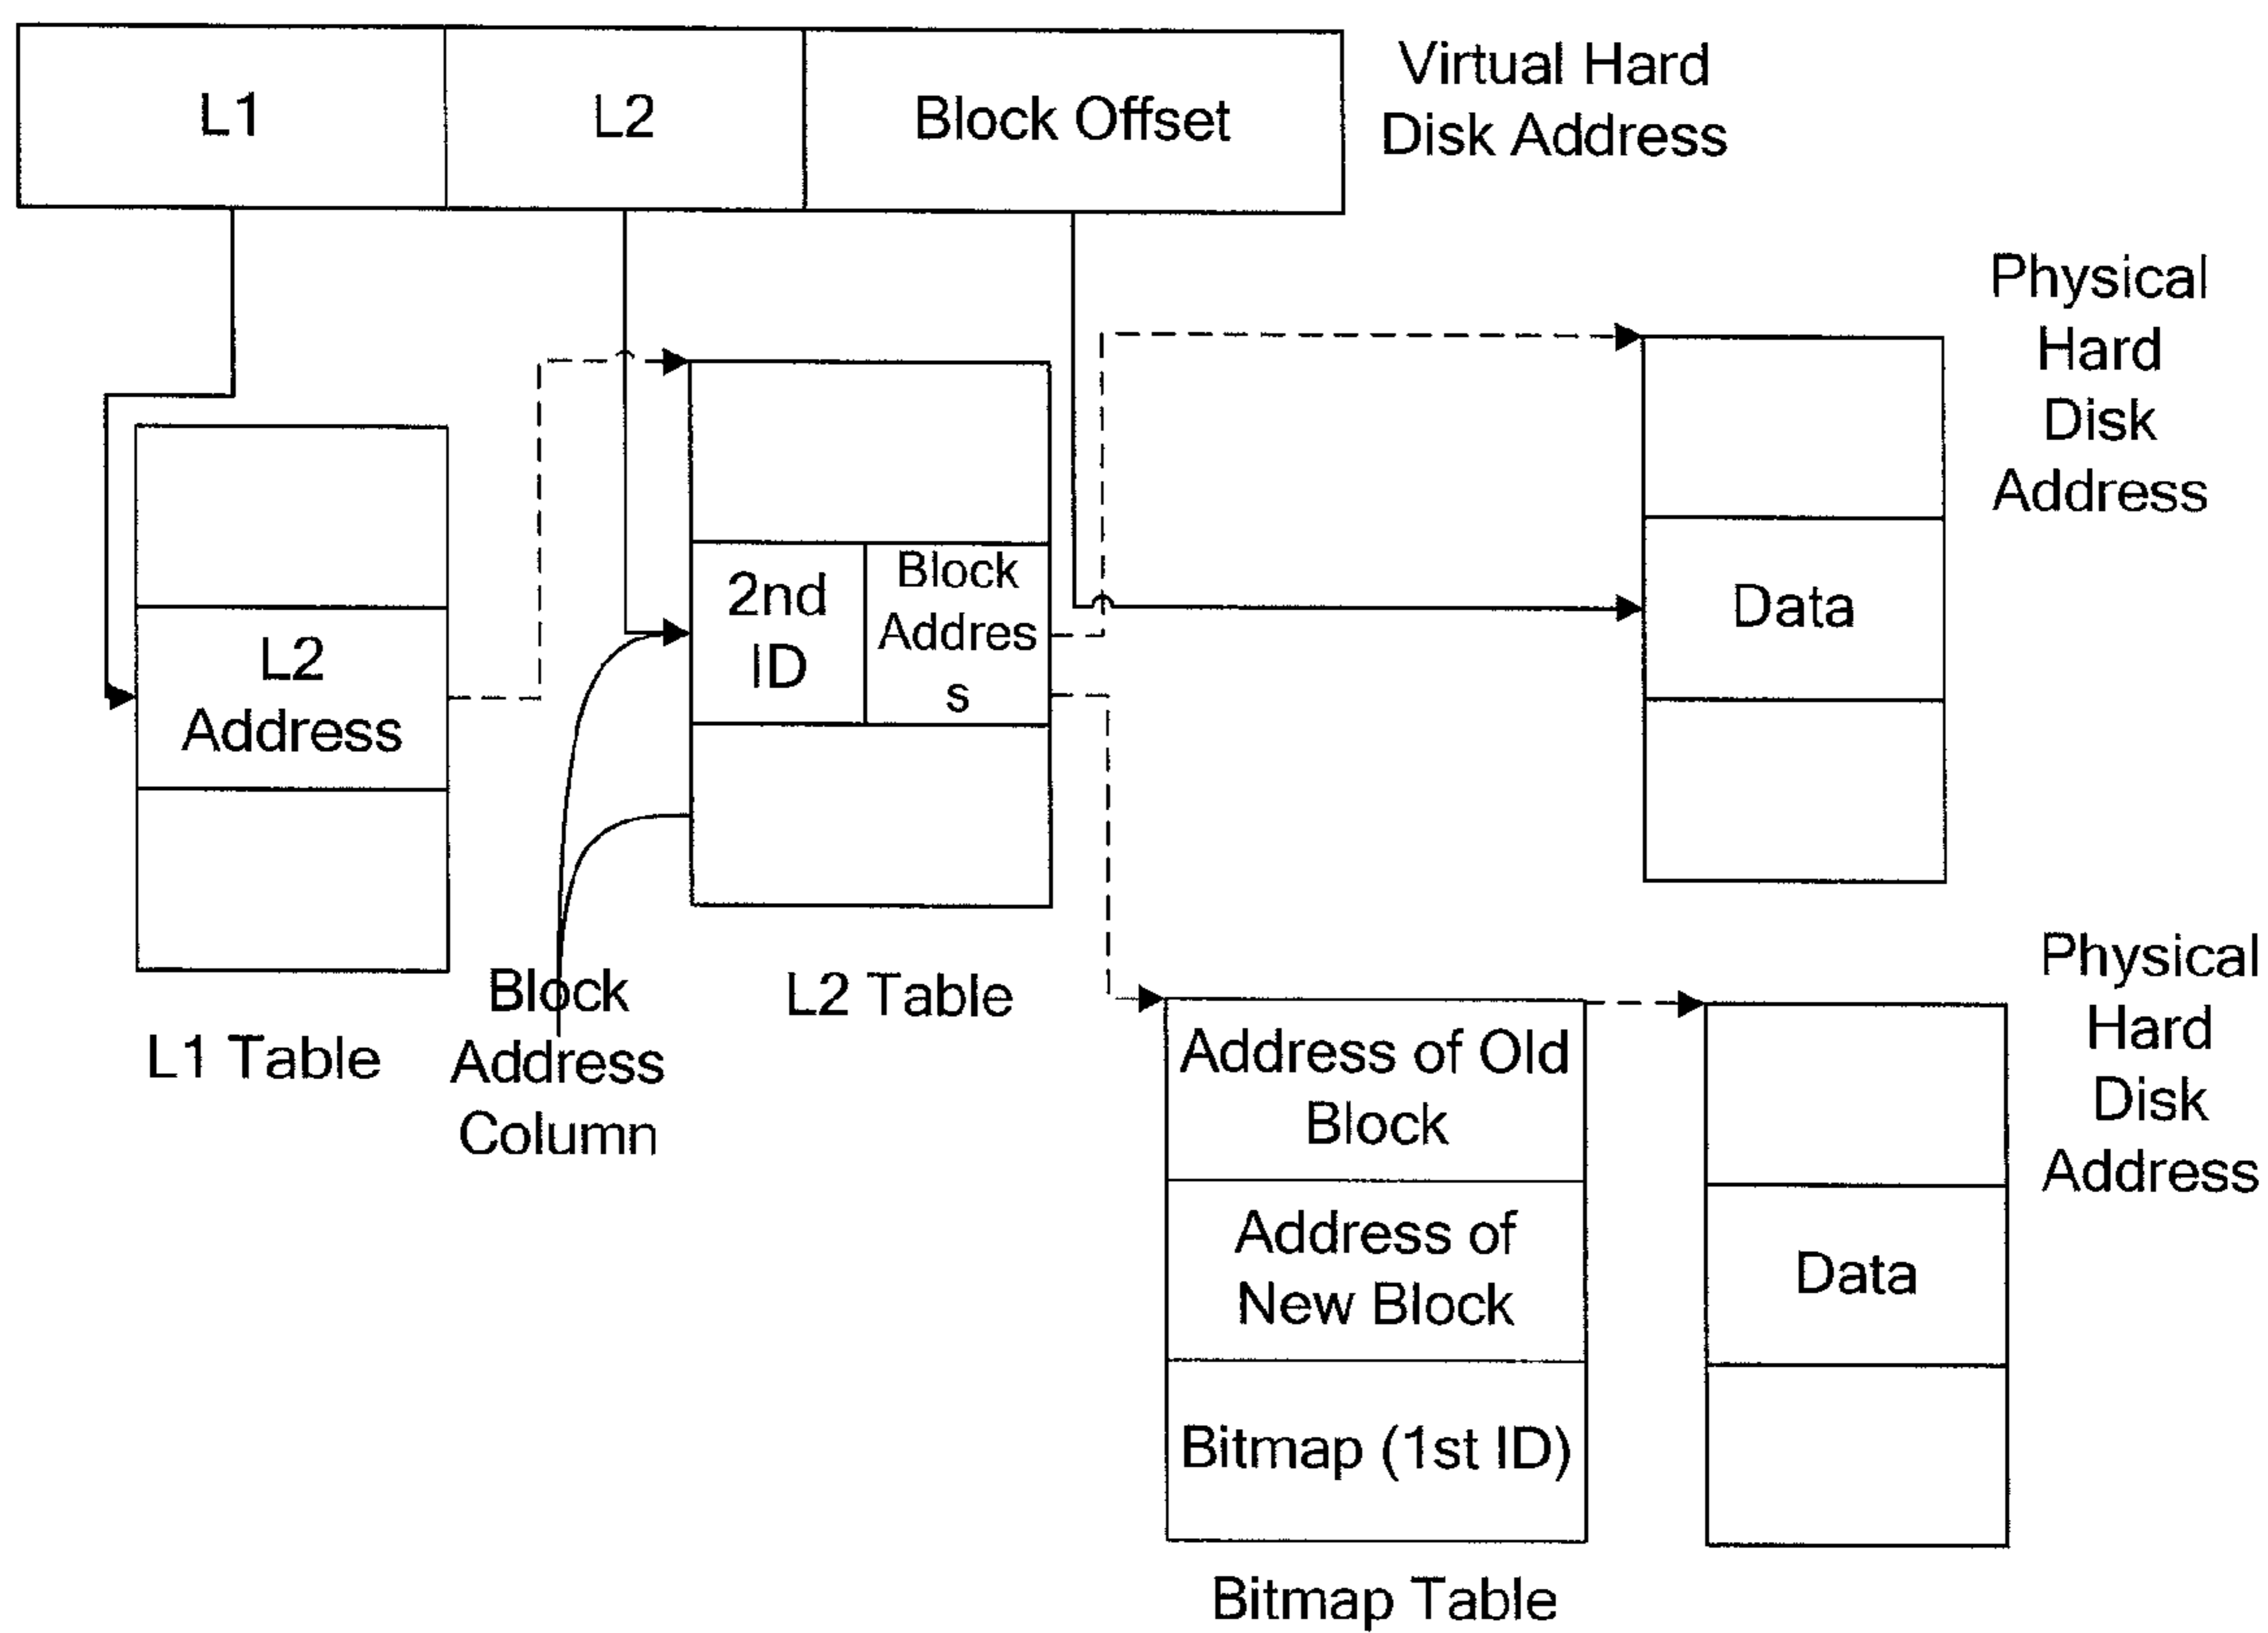 L1
L2
Block Offset
Virtual Hard
Disk Address
Physical
Hard
Disk
Address
L2
Address
2nd
ID
Block
Addres
s
Data
L1 Table
Block
Address
Column
L2 Table
Address of Old
Block
Address of
New Block
Bitmap (1st ID)
Bitmap Table
Data
Physical
Hard
Disk
Address